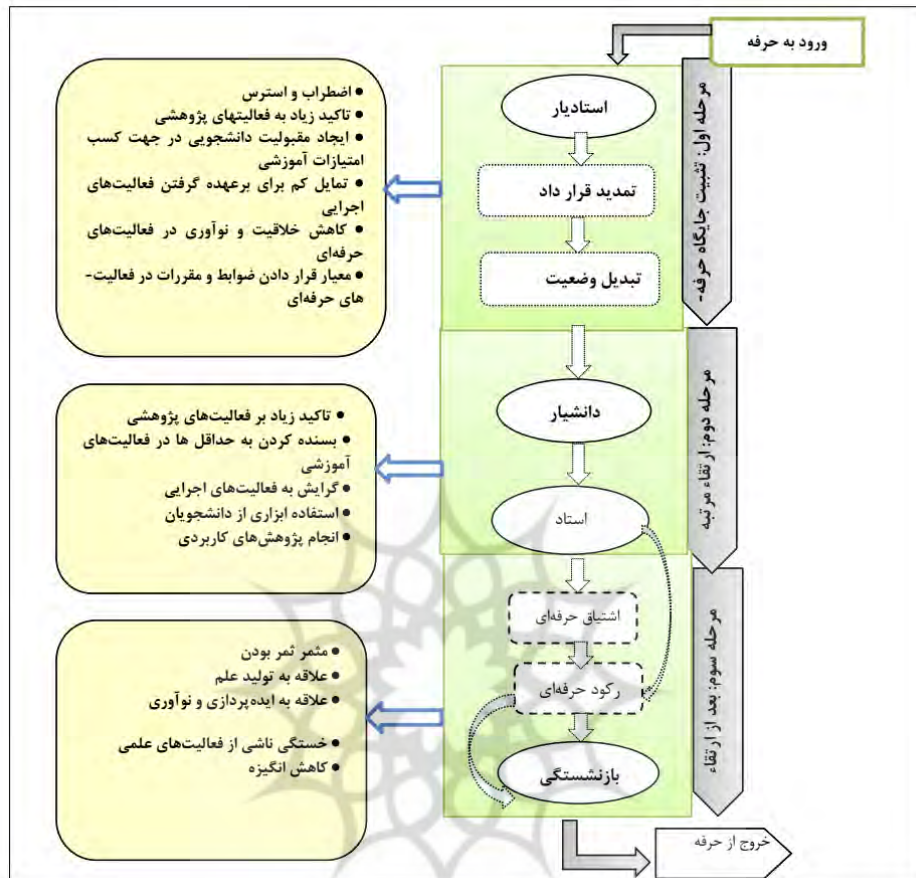 ورود به حرفه
مرحله اول: تثبیت جایگاه حرفه-
استادیار
تمدید قرار داد
تبدیل وضعیت
● اضطراب و استرس
● تاکید زیاد به فعالیتهای پژوهشی
● ایجاد مقبولیت دانشجویی در جهت کسب
امتیازات آموزشی
● تمایل کم برای برعهده گرفتن فعالیت‌های
اجرایی
● کاهش خلاقیت و نوآوری در فعالیت‌های
حرفه‌ای
● معیار قرار دادن ضوابط و مقررات در فعالیت-
های حرفه‌ای
مرحله دوم: ارتقاء مرتبه
دانشیار
استاد
● تاکید زیاد بر فعالیت‌های پژوهشی
● بسنده کردن به حداقل ها در فعالیت‌های
آموزشی
● گرایش به فعالیت‌های اجرایی
● استفاده ابزاری از دانشجویان
● انجام پژوهش‌های کاربردی
مرحله سوم: بعد از ارتقاء
اشتیاق حرفه‌ای
رکود حرفه‌ای
بازنشستگی
● مثمر ثمر بودن
● علاقه به تولید علم
● علاقه به ایده‌پردازی و نوآوری
● خستگی ناشی از فعالیت‌های علمی
● کاهش انگیزه
خروج از حرفه